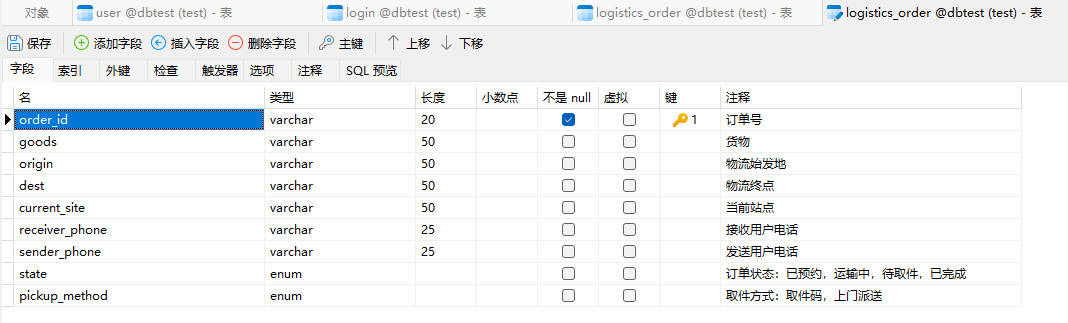 对象 user @dbtest (test) - 表 login @dbtest (test) - 表 logistics_order @dbtest (test) - 表 logistics_order @dbtest (test) - 表
保存 添加字段 插入字段 删除字段 主键 上移 下移
字段 索引 外键 检查 触发器 选项 注释 SQL 预览
名 类型 长度 小数点 不是 null 虚拟 键 注释
order_id varchar 20 1 订单号
goods varchar 50 货物
origin varchar 50 物流始发地
dest varchar 50 物流终点
current_site varchar 50 当前站点
receiver_phone varchar 25 接收用户电话
sender_phone varchar 25 发送用户电话
state enum 订单状态：已预约，运输中，待取件，已完成
pickup_method enum 取件方式：取件码，上门派送